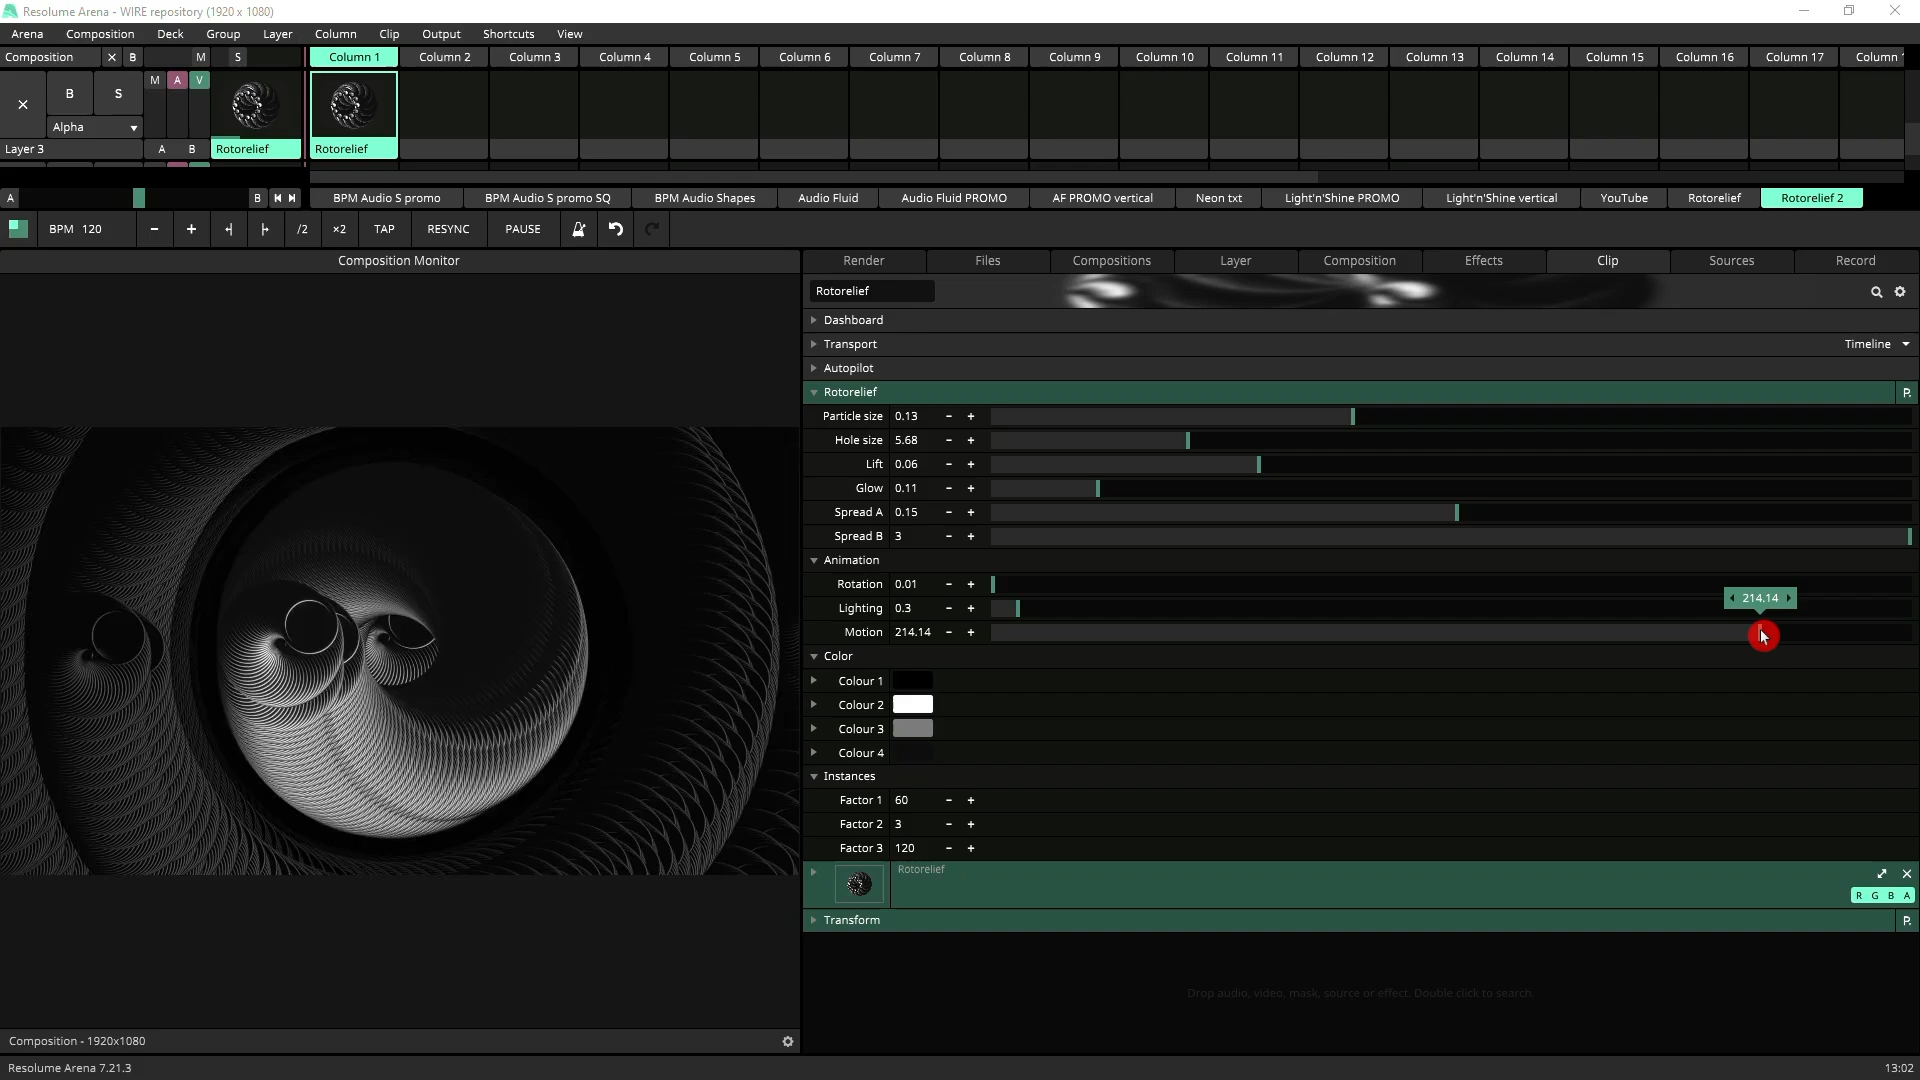 Resolume Arena - WIRE repository (1920 x 1080)
Arena Composition Deck Group Layer Column Clip Output Shortcuts View
Composition B M S Column 1 Column 2 Column 3 Column 4 Column 5 Column 6 Column 7 Column 8 Column 9 Column 10 Column 11 Column 12 Column 13 Column 14 Column 15 Column 16 Column 17 Column
M A V
B S
Alpha
Layer 3 A B Rotorelief Rotorelief
A B BPM Audio S promo BPM Audio S promo SQ BPM Audio Shapes Audio Fluid Audio Fluid PROMO AF PROMO vertical Neon txt Light'n'Shine PROMO Light'n'Shine vertical YouTube Rotorelief Rotorelief 2
BPM 120 - + /2 ×2 TAP RESYNC PAUSE
Composition Monitor Render Files Compositions Layer Composition Effects Clip Sources Record
Rotorelief
Dashboard
Transport Timeline
Autopilot
Rotorelief P.
Particle size 0.13 - +
Hole size 5.68 - +
Lift 0.06 - +
Glow 0.11 - +
Spread A 0.15 - +
Spread B 3 - +
Animation
Rotation 0.01 - +
214.14
Lighting 0.3 - +
Motion 214.14 - +
Color
Colour 1
Colour 2
Colour 3
Colour 4
Instances
Factor 1 60 - +
Factor 2 3 - +
Factor 3 120 - +
Rotorelief
R G B A
Transform P.
Drop audio, video, mask, source or effect. Double click to search.
Composition - 1920x1080
Resolume Arena 7.21.3 13:02